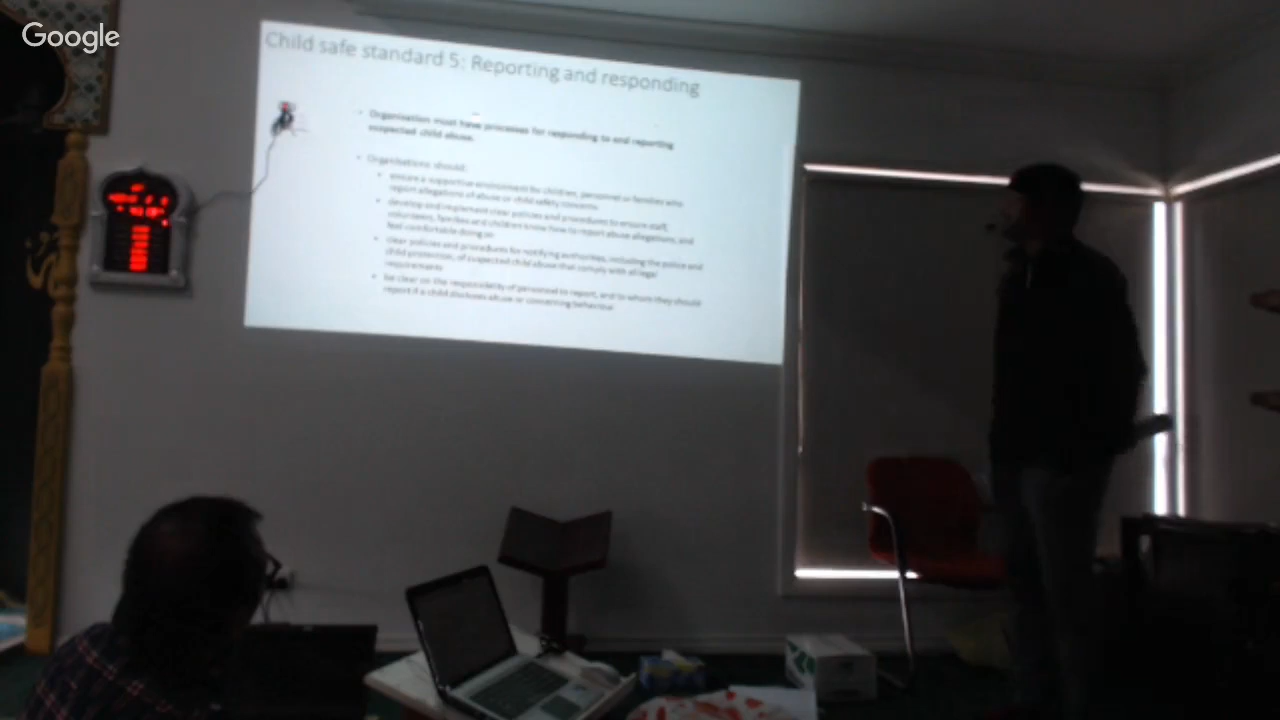 Google
Child safe standard 5: Reporting and responding
Organisation must have processes for responding to and reporting
suspected child abuse.
Organisations should:
ensure a supportive environment for children, personnel or families who
report allegations of abuse or child safety concerns
develop and implement clear policies and procedures to ensure staff,
volunteers, families and children know how to report abuse allegations, and
feel comfortable doing so
clear policies and procedures for notifying authorities, including the police and
child protection, of suspected child abuse that comply with all legal
requirements
be clear on the responsibility of personnel to report, and to whom they should
report if a child discloses abuse or concerning behaviour